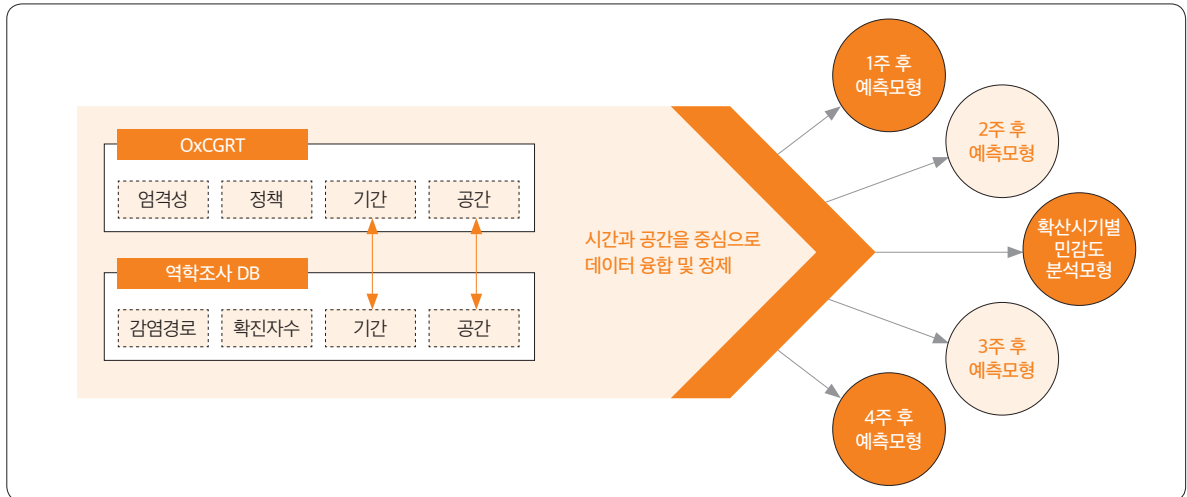 OxCGRT
엄격성
정책
기간
공간
역학조사 DB
감염경로
확진자수
기간
공간
시간과 공간을 중심으로
데이터 융합 및 정제
1주 후
예측모형
2주 후
예측모형
확산시기별
민감도
분석모형
3주 후
예측모형
4주 후
예측모형